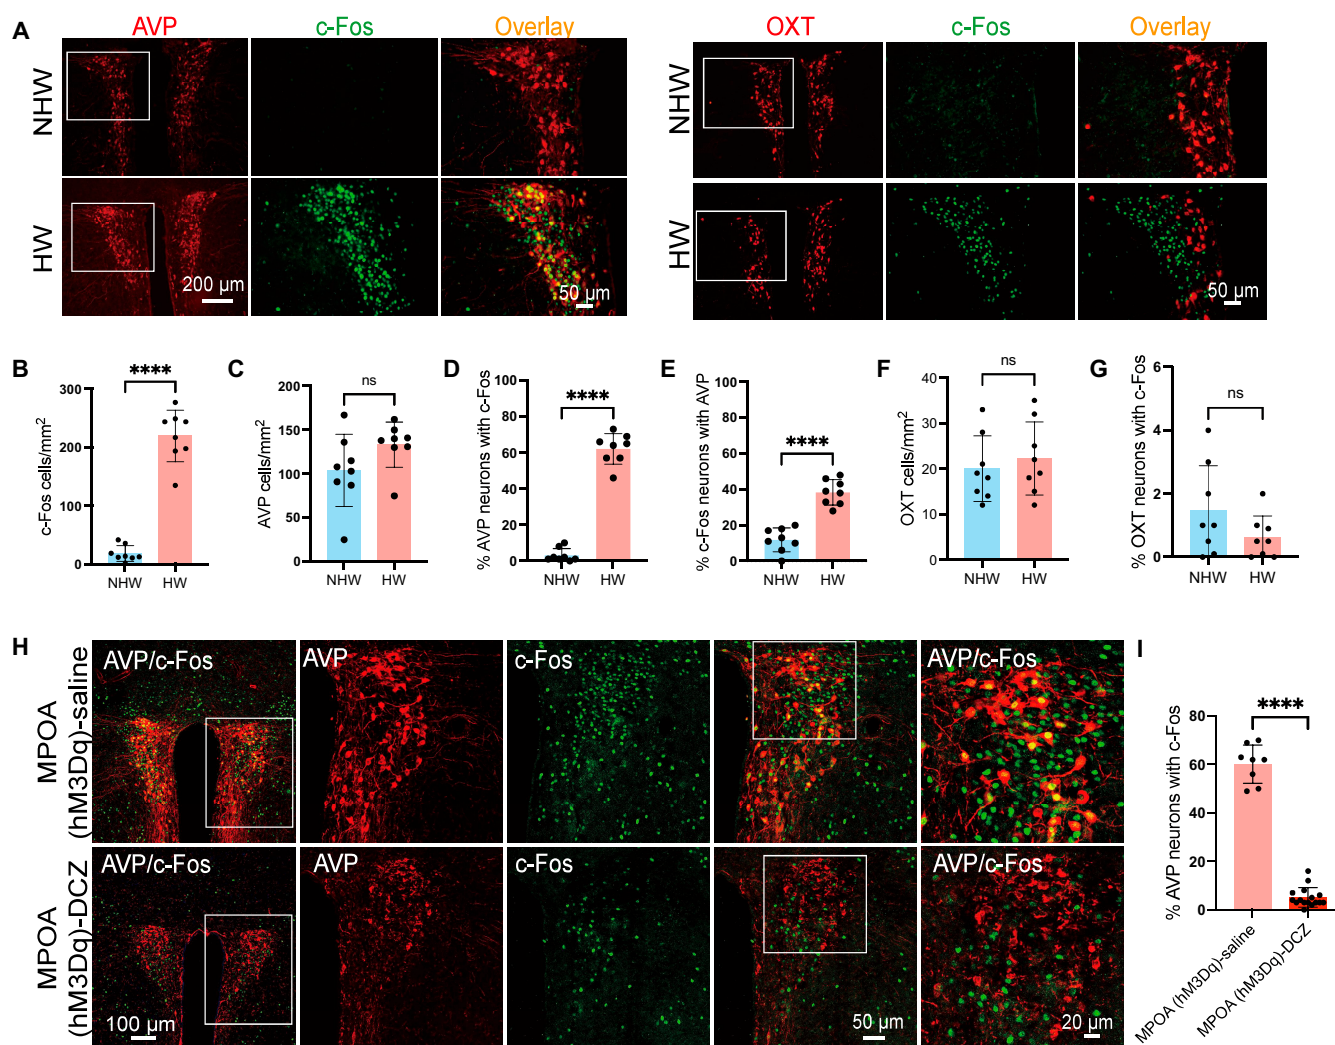 A
AVP
c-Fos
Overlay
OXT
c-Fos
Overlay
NHW
NHW
HW
200 µm
50 µm
HW
50 µm
B
c-Fos cells/mm2
300
200
100
0
****
NHW
HW
C
AVP cells/mm2
200
150
100
50
0
ns
NHW
HW
D
% AVP neurons with c-Fos
100
80
60
40
20
0
****
NHW
HW
E
% c-Fos neurons with AVP
100
80
60
40
20
0
****
NHW
HW
F
OXT cells/mm2
40
30
20
10
0
ns
NHW
HW
G
% OXT neurons with c-Fos
6
4
2
0
ns
NHW
HW
H
MPOA
(hM3Dq)-saline
AVP/c-Fos
AVP
c-Fos
AVP/c-Fos
MPOA
(hM3Dq)-DCZ
AVP/c-Fos
AVP
c-Fos
AVP/c-Fos
100 µm
50 µm
20 µm
I
% AVP neurons with c-Fos
80
60
40
20
0
****
MPOA (hM3Dq)-saline
MPOA (hM3Dq)-DCZ